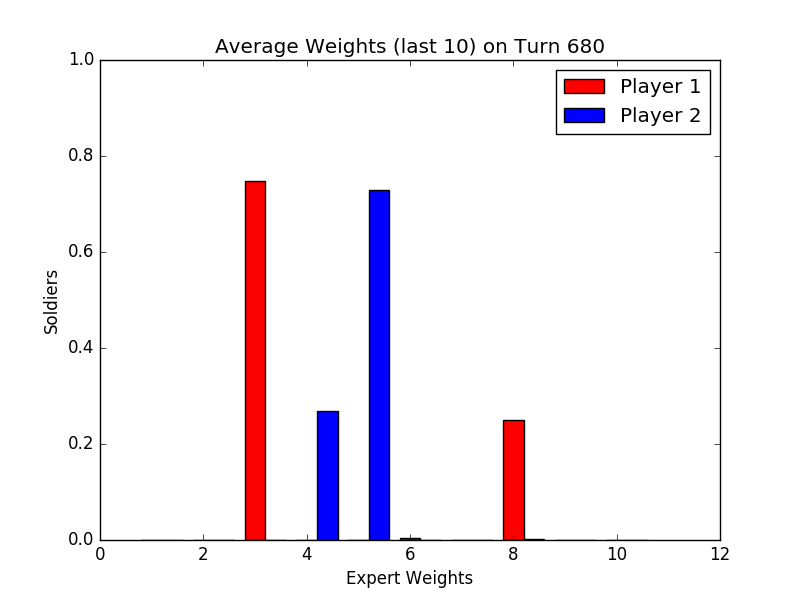 Average Weights (last 10) on Turn 680
1.0
Player 1
Player 2
0.8
0.6
Soldiers
0.4
0.2
0.0
0 2 4 6 8 10 12
Expert Weights